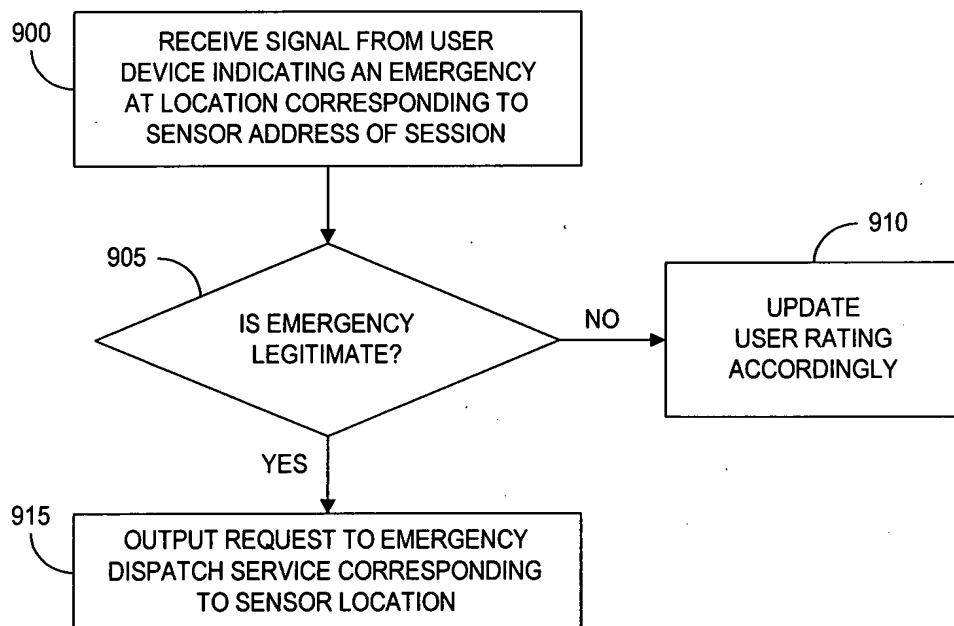 900
RECEIVE SIGNAL FROM USER
DEVICE INDICATING AN EMERGENCY
AT LOCATION CORRESPONDING TO
SENSOR ADDRESS OF SESSION
905
IS EMERGENCY
LEGITIMATE?
NO
910
UPDATE
USER RATING
ACCORDINGLY
YES
915
OUTPUT REQUEST TO EMERGENCY
DISPATCH SERVICE CORRESPONDING
TO SENSOR LOCATION